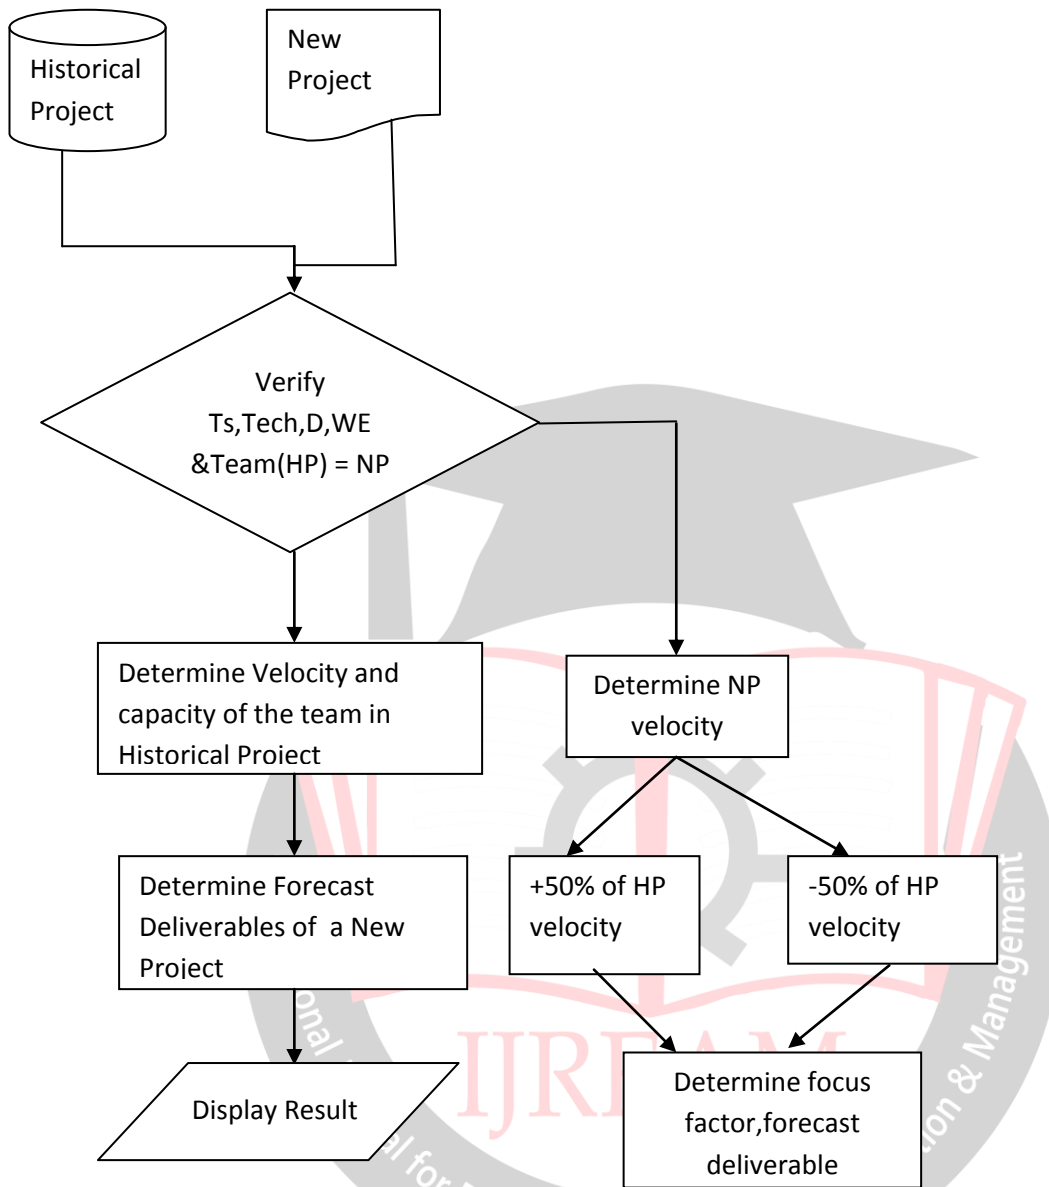 Historical
Project
New
Project
Verify
Ts,Tech,D,WE
&Team(HP) = NP
Determine Velocity and
capacity of the team in
Historical Project
Determine NP
velocity
Determine Forecast
Deliverables of a New
Project
+50% of HP
velocity
-50% of HP
velocity
Display Result
Determine focus
factor,forecast
deliverable
IJREAM
& Management